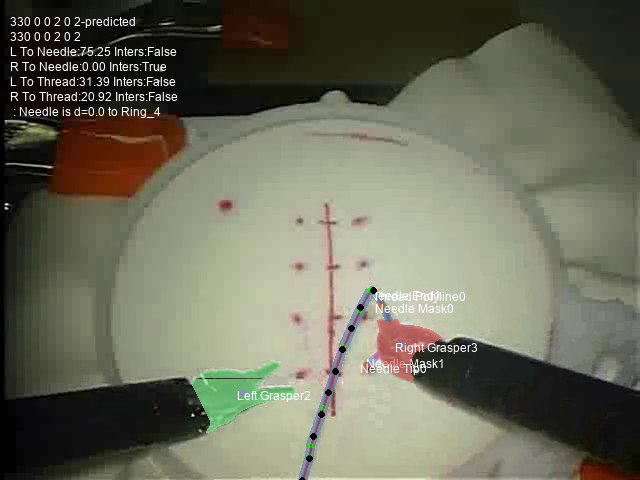 330 0 0 2 0 2-predicted
330 0 0 2 0 2
L To Needle:75.25 Inters:False
R To Needle:0.00 Inters:True
L To Thread:31.39 Inters:False
R To Thread:20.92 Inters:False
: Needle is d=0.0 to Ring_4
Polyline0
Needle Mask0
Right Grasper3
Needle Mask1
Needle Tip0
Left Grasper2